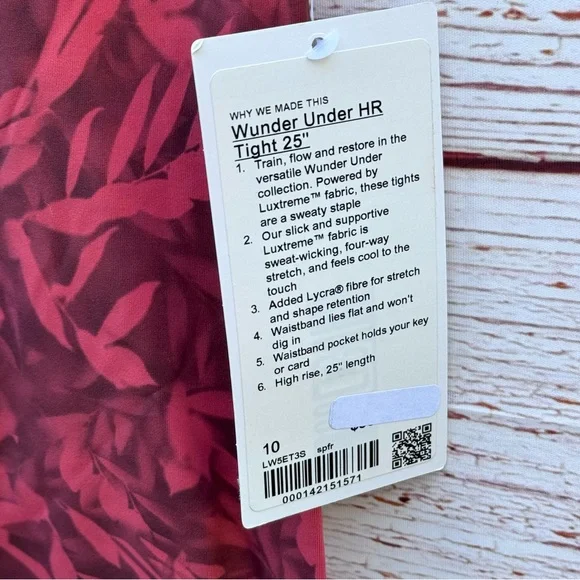 WHY WE MADE THIS
Wunder Under HR
Tight 25"
1. Train, flow and restore in the
versatile Wunder Under
collection. Powered by
Luxtreme™ fabric, these tights
are a sweaty staple
2. Our slick and supportive
Luxtreme™ fabric is
sweat-wicking, four-way
stretch, and feels cool to the
touch
3. Added Lycra® fibre for stretch
and shape retention
4. Waistband lies flat and won't
dig in
5. Waistband pocket holds your key
or card
6. High rise, 25" length
10
LW5ET3S spfr
000142151571